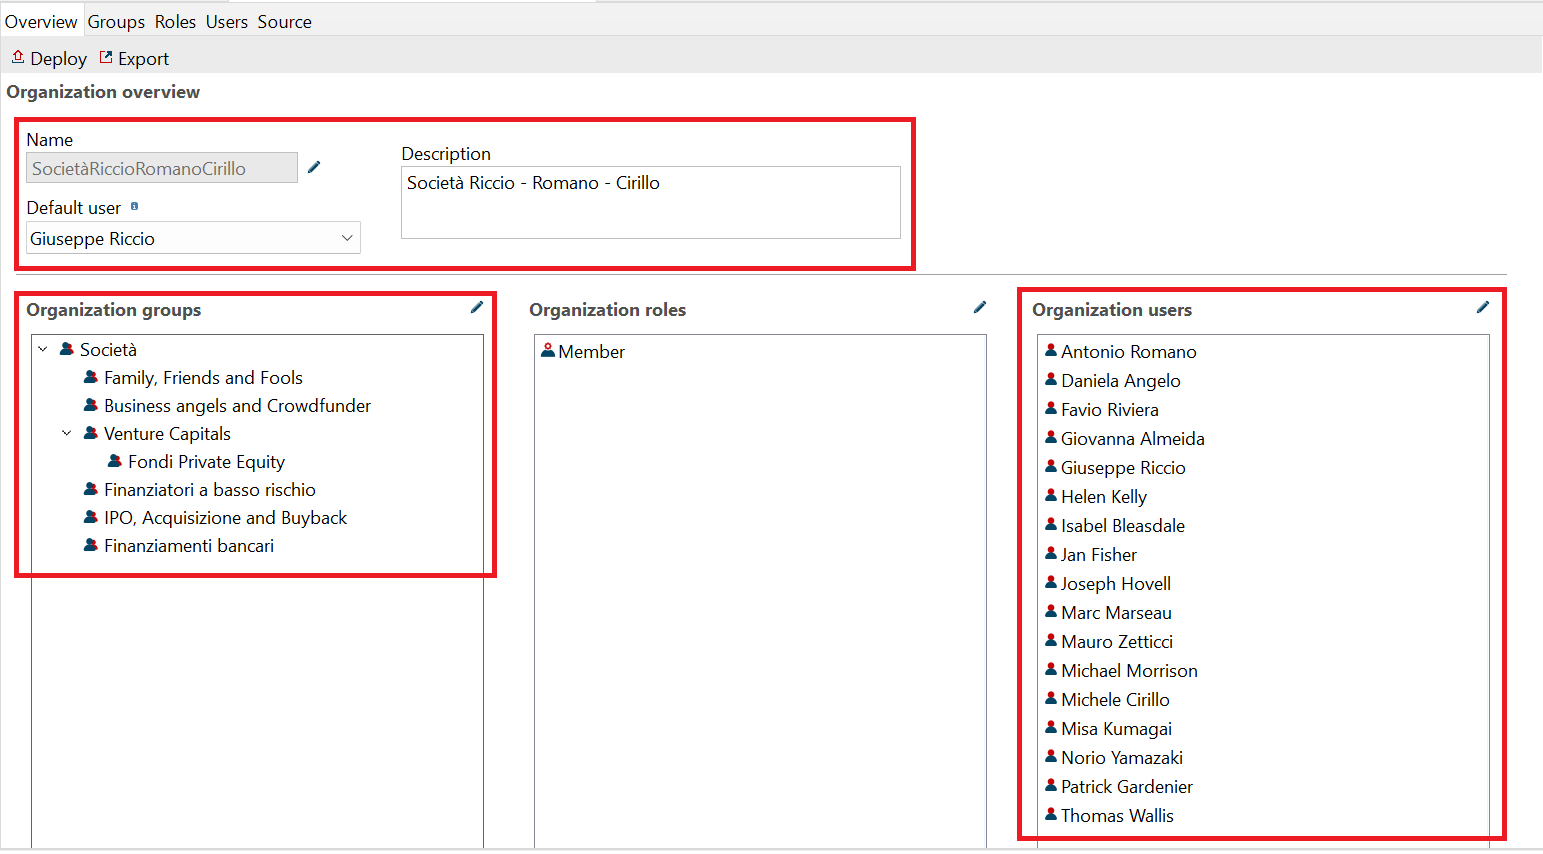 Overview Groups Roles Users Source
Deploy Export
Organization overview
Name
SocietàRiccioRomanoCirillo
Default user
Giuseppe Riccio
Description
Società Riccio - Romano - Cirillo
Organization groups
Società
Family, Friends and Fools
Business angels and Crowdfunder
Venture Capitals
Fondi Private Equity
Finanziatori a basso rischio
IPO, Acquisizione and Buyback
Finanziamenti bancari
Organization roles
Member
Organization users
Antonio Romano
Daniela Angelo
Favio Riviera
Giovanna Almeida
Giuseppe Riccio
Helen Kelly
Isabel Bleasdale
Jan Fisher
Joseph Hovell
Marc Marseau
Mauro Zetticci
Michael Morrison
Michele Cirillo
Misa Kumagai
Norio Yamazaki
Patrick Gardenier
Thomas Wallis